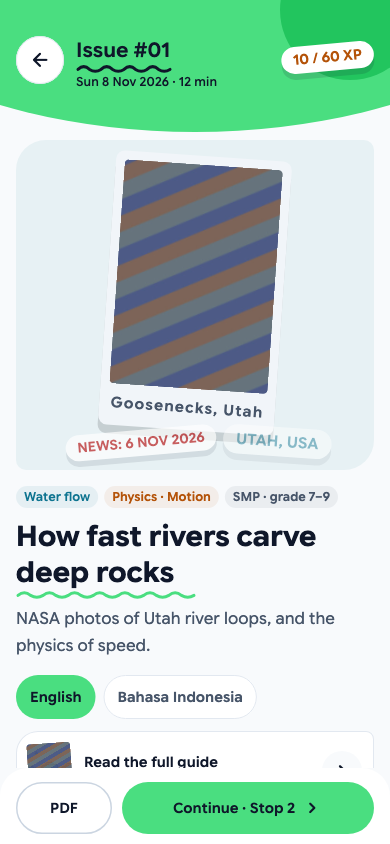 Issue #01
Sun 8 Nov 2026 · 12 min
10 / 60 XP
Goosenecks, Utah
NEWS: 6 NOV 2026
UTAH, USA
Water flow
Physics · Motion
SMP · grade 7–9
How fast rivers carve
deep rocks
NASA photos of Utah river loops, and the
physics of speed.
English
Bahasa Indonesia
Read the full guide
PDF
Continue · Stop 2